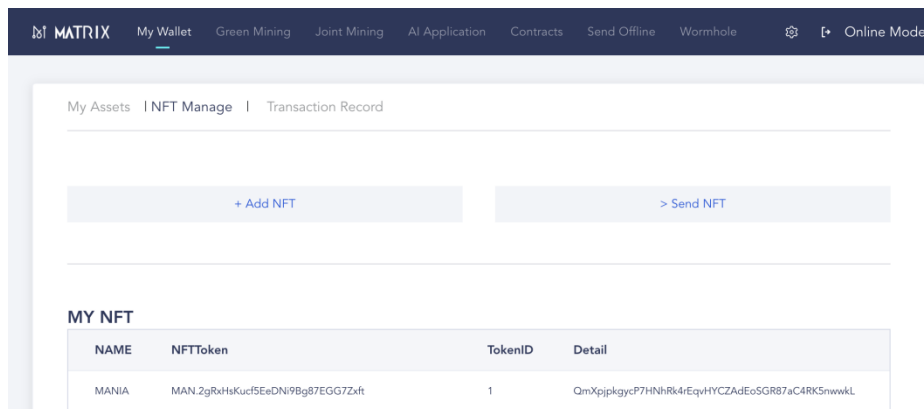 MATRIX My Wallet Green Mining Joint Mining AI Application Contracts Send Offline Wormhole Online Mode
My Assets | NFT Manage | Transaction Record
+ Add NFT > Send NFT
MY NFT
NAME NFTToken TokenID Detail
MANIA MAN.2gRxHsKucf5EeDNi9Bg87EGG7Zxft 1 QmXpjpkgycP7HNhRk4rEqvHYCZAdEoSGR87aC4RK5nwwkL